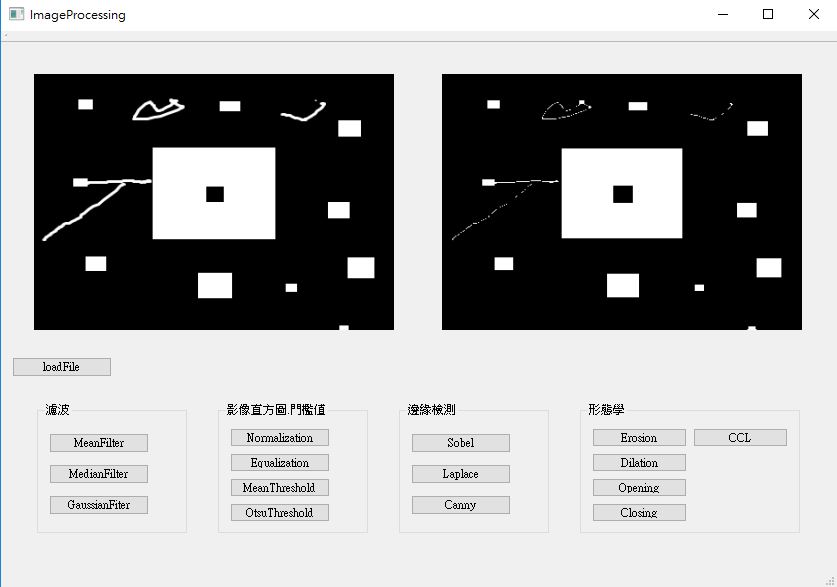 ImageProcessing
loadFile
濾波
MeanFilter
MedianFilter
GaussianFiter
影像直方圖.門檻值
Normalization
Equalization
MeanThreshold
OtsuThreshold
邊緣檢測
Sobel
Laplace
Canny
形態學
Erosion
CCL
Dilation
Opening
Closing